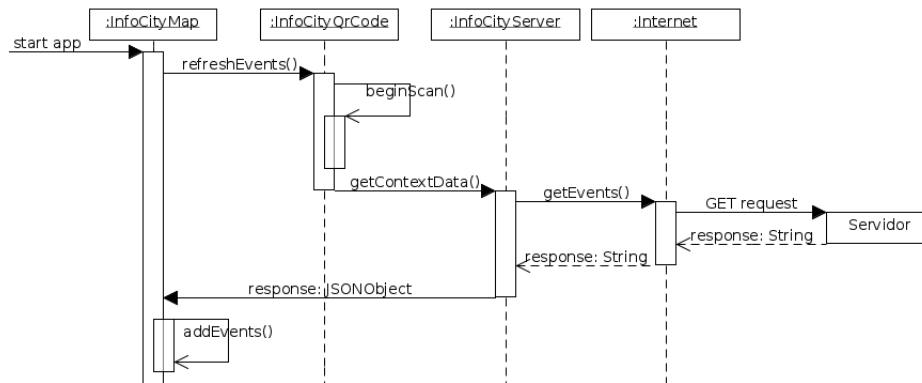 :InfoCityMap
:InfoCityQrCode
:InfoCityServer
:Internet
start app
refreshEvents()
beginScan()
getContextData()
getEvents()
GET request
Servidor
response: String
response: String
response: JSONObject
addEvents()